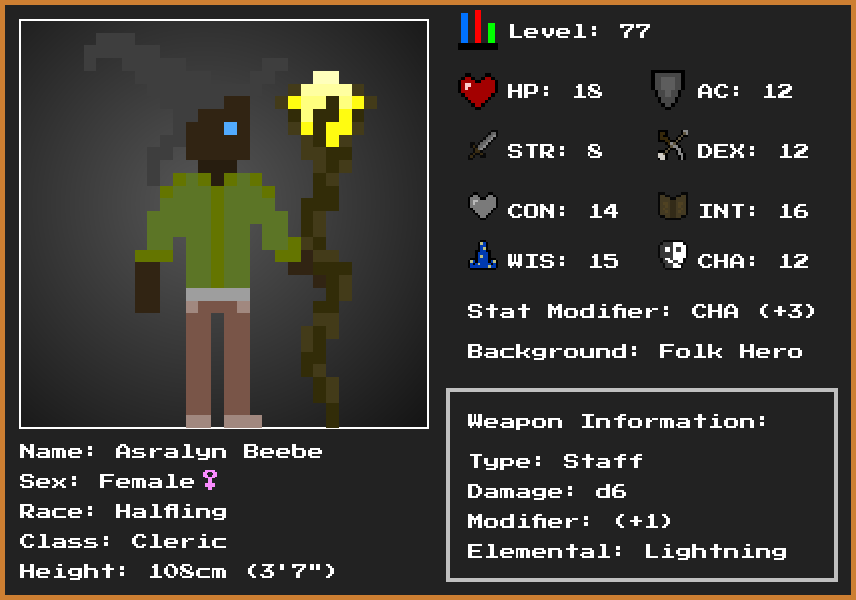 Level: 77
HP: 18
AC: 12
STR: 8
DEX: 12
CON: 14
INT: 16
WIS: 15
CHA: 12
Stat Modifier: CHA (+3)
Background: Folk Hero
Weapon Information:
Type: Staff
Damage: d6
Modifier: (+1)
Elemental: Lightning
Name: Asralyn Beebe
Sex: Female♀
Race: Halfling
Class: Cleric
Height: 108cm (3'7")